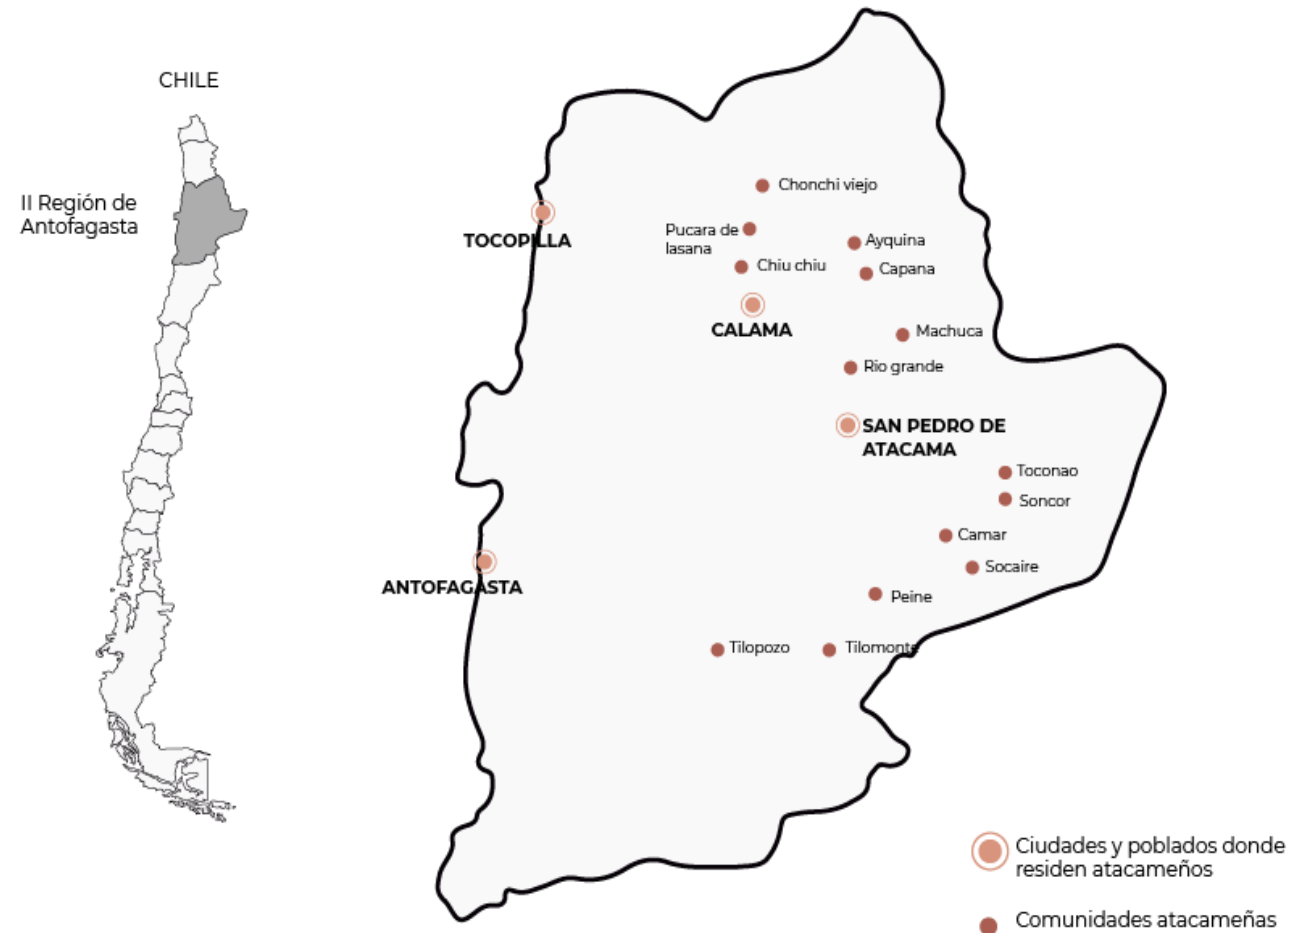 CHILE
II Región de
Antofagasta
Chonchi viejo
Pucara de
lasana
Ayquina
TOCOPILLA
Chiu chiu
Capana
CALAMA
Machuca
Rio grande
SAN PEDRO DE
ATACAMA
Toconao
Soncor
Camar
Socaire
ANTOFAGASTA
Peine
Tilopozo
Tilomonte
Ciudades y poblados donde
residen atacameños
Comunidades atacameñas